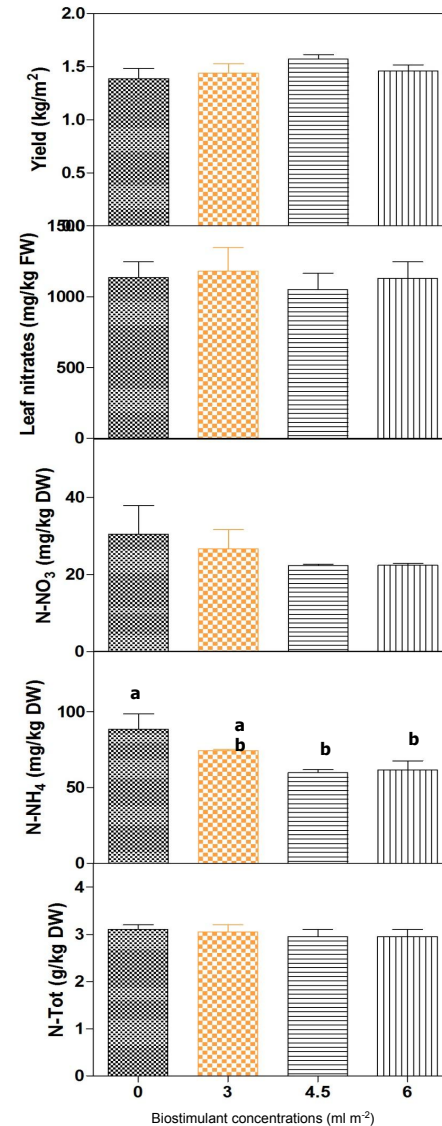 2.0
1.5
1.0
0.5
0.0
Yield (kg/m²)
1500
1000
500
0
Leaf nitrates (mg/kg FW)
40
20
0
N-NO₃ (mg/kg DW)
a
a
b
b
b
100
50
0
N-NH₄ (mg/kg DW)
4
3
2
1
0
N-Tot (g/kg DW)
0 3 4.5 6
Biostimulant concentrations (ml m⁻²)